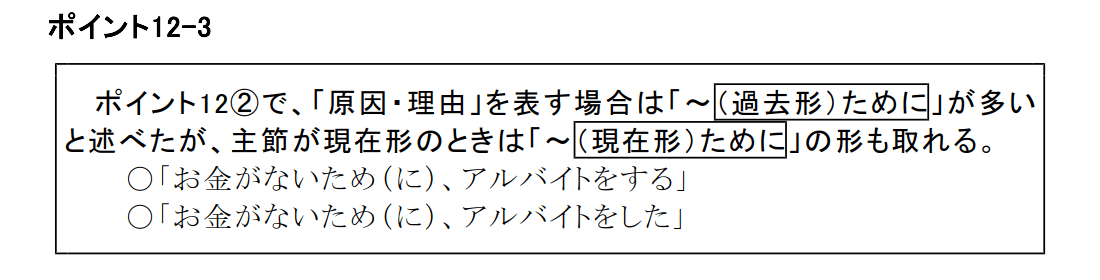 ポイント12-3
ポイント12②で、「原因・理由」を表す場合は「～(過去形)ために」が多い
と述べたが、主節が現在形のときは「～(現在形)ために」の形も取れる。
○「お金がないため(に)、アルバイトをする」
○「お金がないため(に)、アルバイトをした」